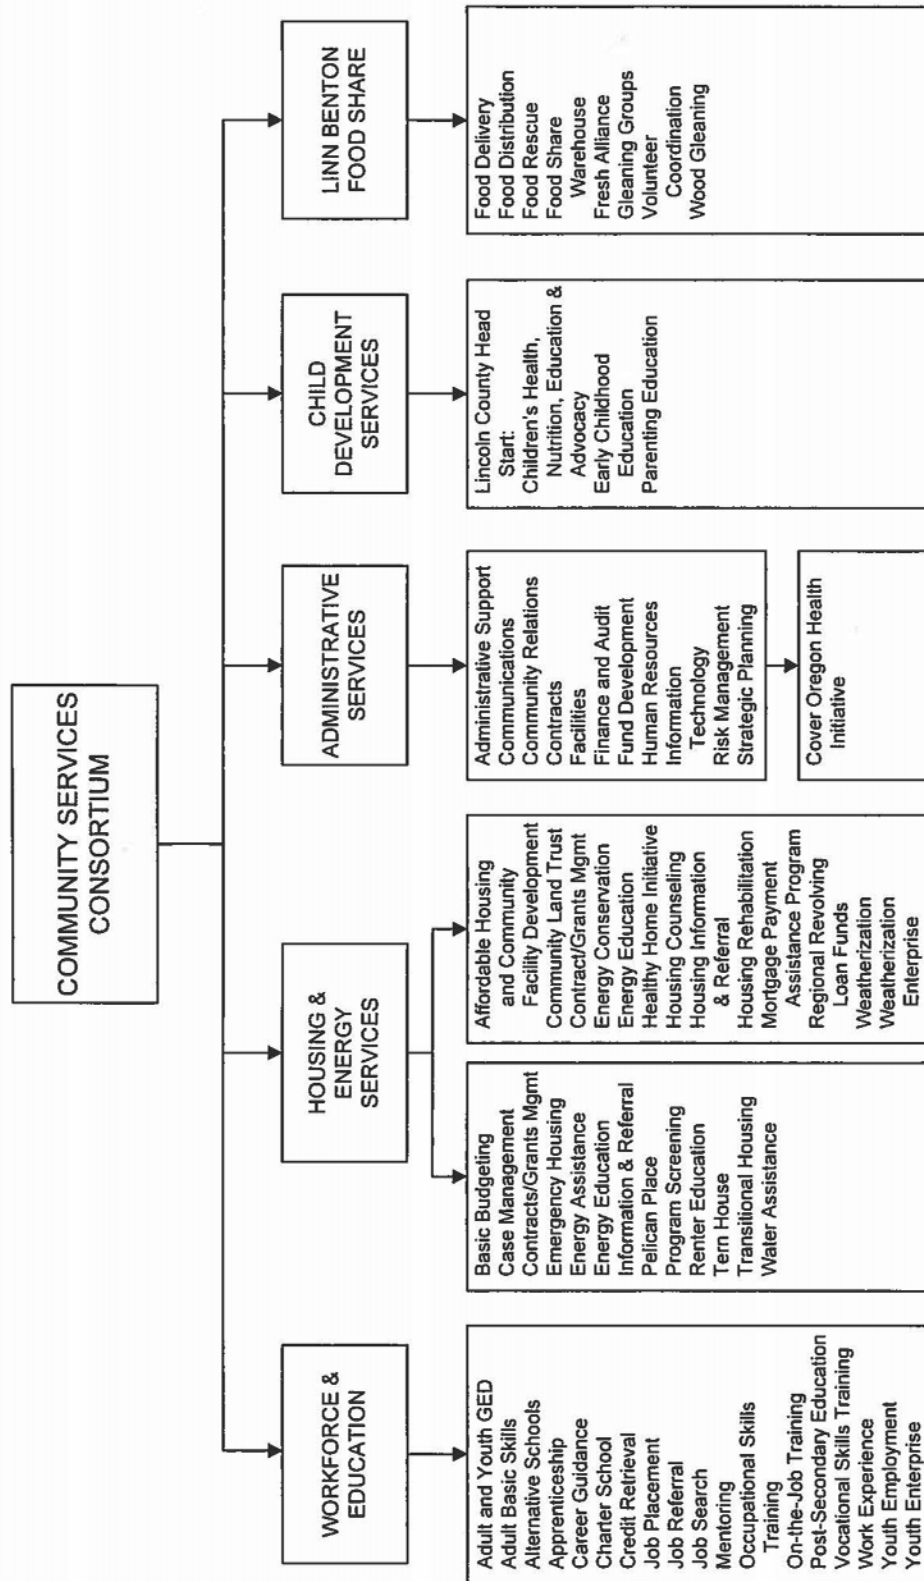 COMMUNITY SERVICES
CONSORTIUM
WORKFORCE &
EDUCATION
HOUSING &
ENERGY
SERVICES
ADMINISTRATIVE
SERVICES
CHILD
DEVELOPMENT
SERVICES
LINN BENTON
FOOD SHARE
Adult and Youth GED
Adult Basic Skills
Alternative Schools
Apprenticeship
Career Guidance
Charter School
Credit Retrieval
Job Placement
Job Referral
Job Search
Mentoring
Occupational Skills
Training
On-the-Job Training
Post-Secondary Education
Vocational Skills Training
Work Experience
Youth Employment
Youth Enterprise
Basic Budgeting
Case Management
Contracts/Grants Mgmt
Emergency Housing
Energy Assistance
Energy Education
Information & Referral
Pelican Place
Program Screening
Renter Education
Tern House
Transitional Housing
Water Assistance
Affordable Housing
and Community
Facility Development
Community Land Trust
Contract/Grants Mgmt
Energy Conservation
Energy Education
Healthy Home Initiative
Housing Counseling
Housing Information
& Referral
Housing Rehabilitation
Mortgage Payment
Assistance Program
Regional Revolving
Loan Funds
Weatherization
Weatherization
Enterprise
Administrative Support
Communications
Community Relations
Contracts
Facilities
Finance and Audit
Fund Development
Human Resources
Information
Technology
Risk Management
Strategic Planning
Cover Oregon Health
Initiative
Lincoln County Head
Start:
Children's Health,
Nutrition, Education &
Advocacy
Early Childhood
Education
Parenting Education
Food Delivery
Food Distribution
Food Rescue
Food Share
Warehouse
Fresh Alliance
Gleaning Groups
Volunteer
Coordination
Wood Gleaning